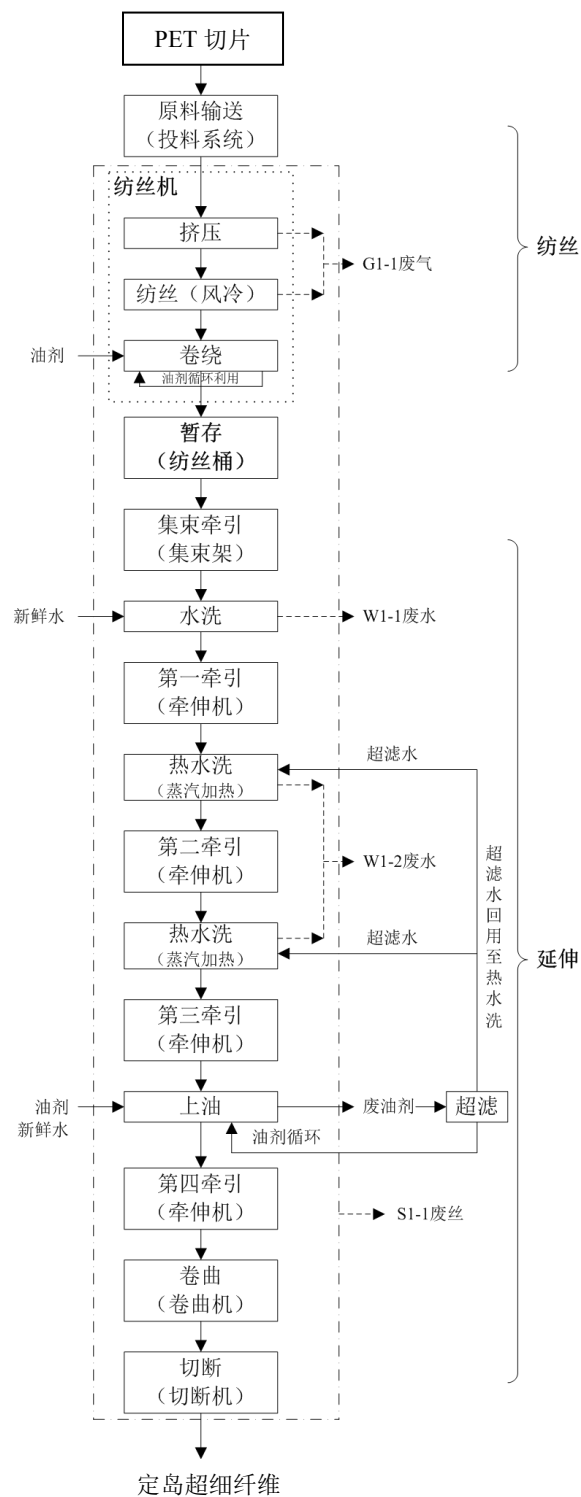 PET 切片
原料输送
（投料系统）
纺丝机
挤压
G1-1废气
纺丝
纺丝（风冷）
油剂
卷绕
油剂循环利用
暂存
（纺丝桶）
集束牵引
（集束架）
新鲜水
水洗
W1-1废水
第一牵引
（牵伸机）
热水洗
（蒸汽加热）
超滤水
第二牵引
（牵伸机）
W1-2废水
超滤水回用至热水洗
热水洗
（蒸汽加热）
超滤水
延伸
第三牵引
（牵伸机）
油剂
新鲜水
上油
废油剂
超滤
油剂循环
第四牵引
（牵伸机）
S1-1废丝
卷曲
（卷曲机）
切断
（切断机）
定岛超细纤维